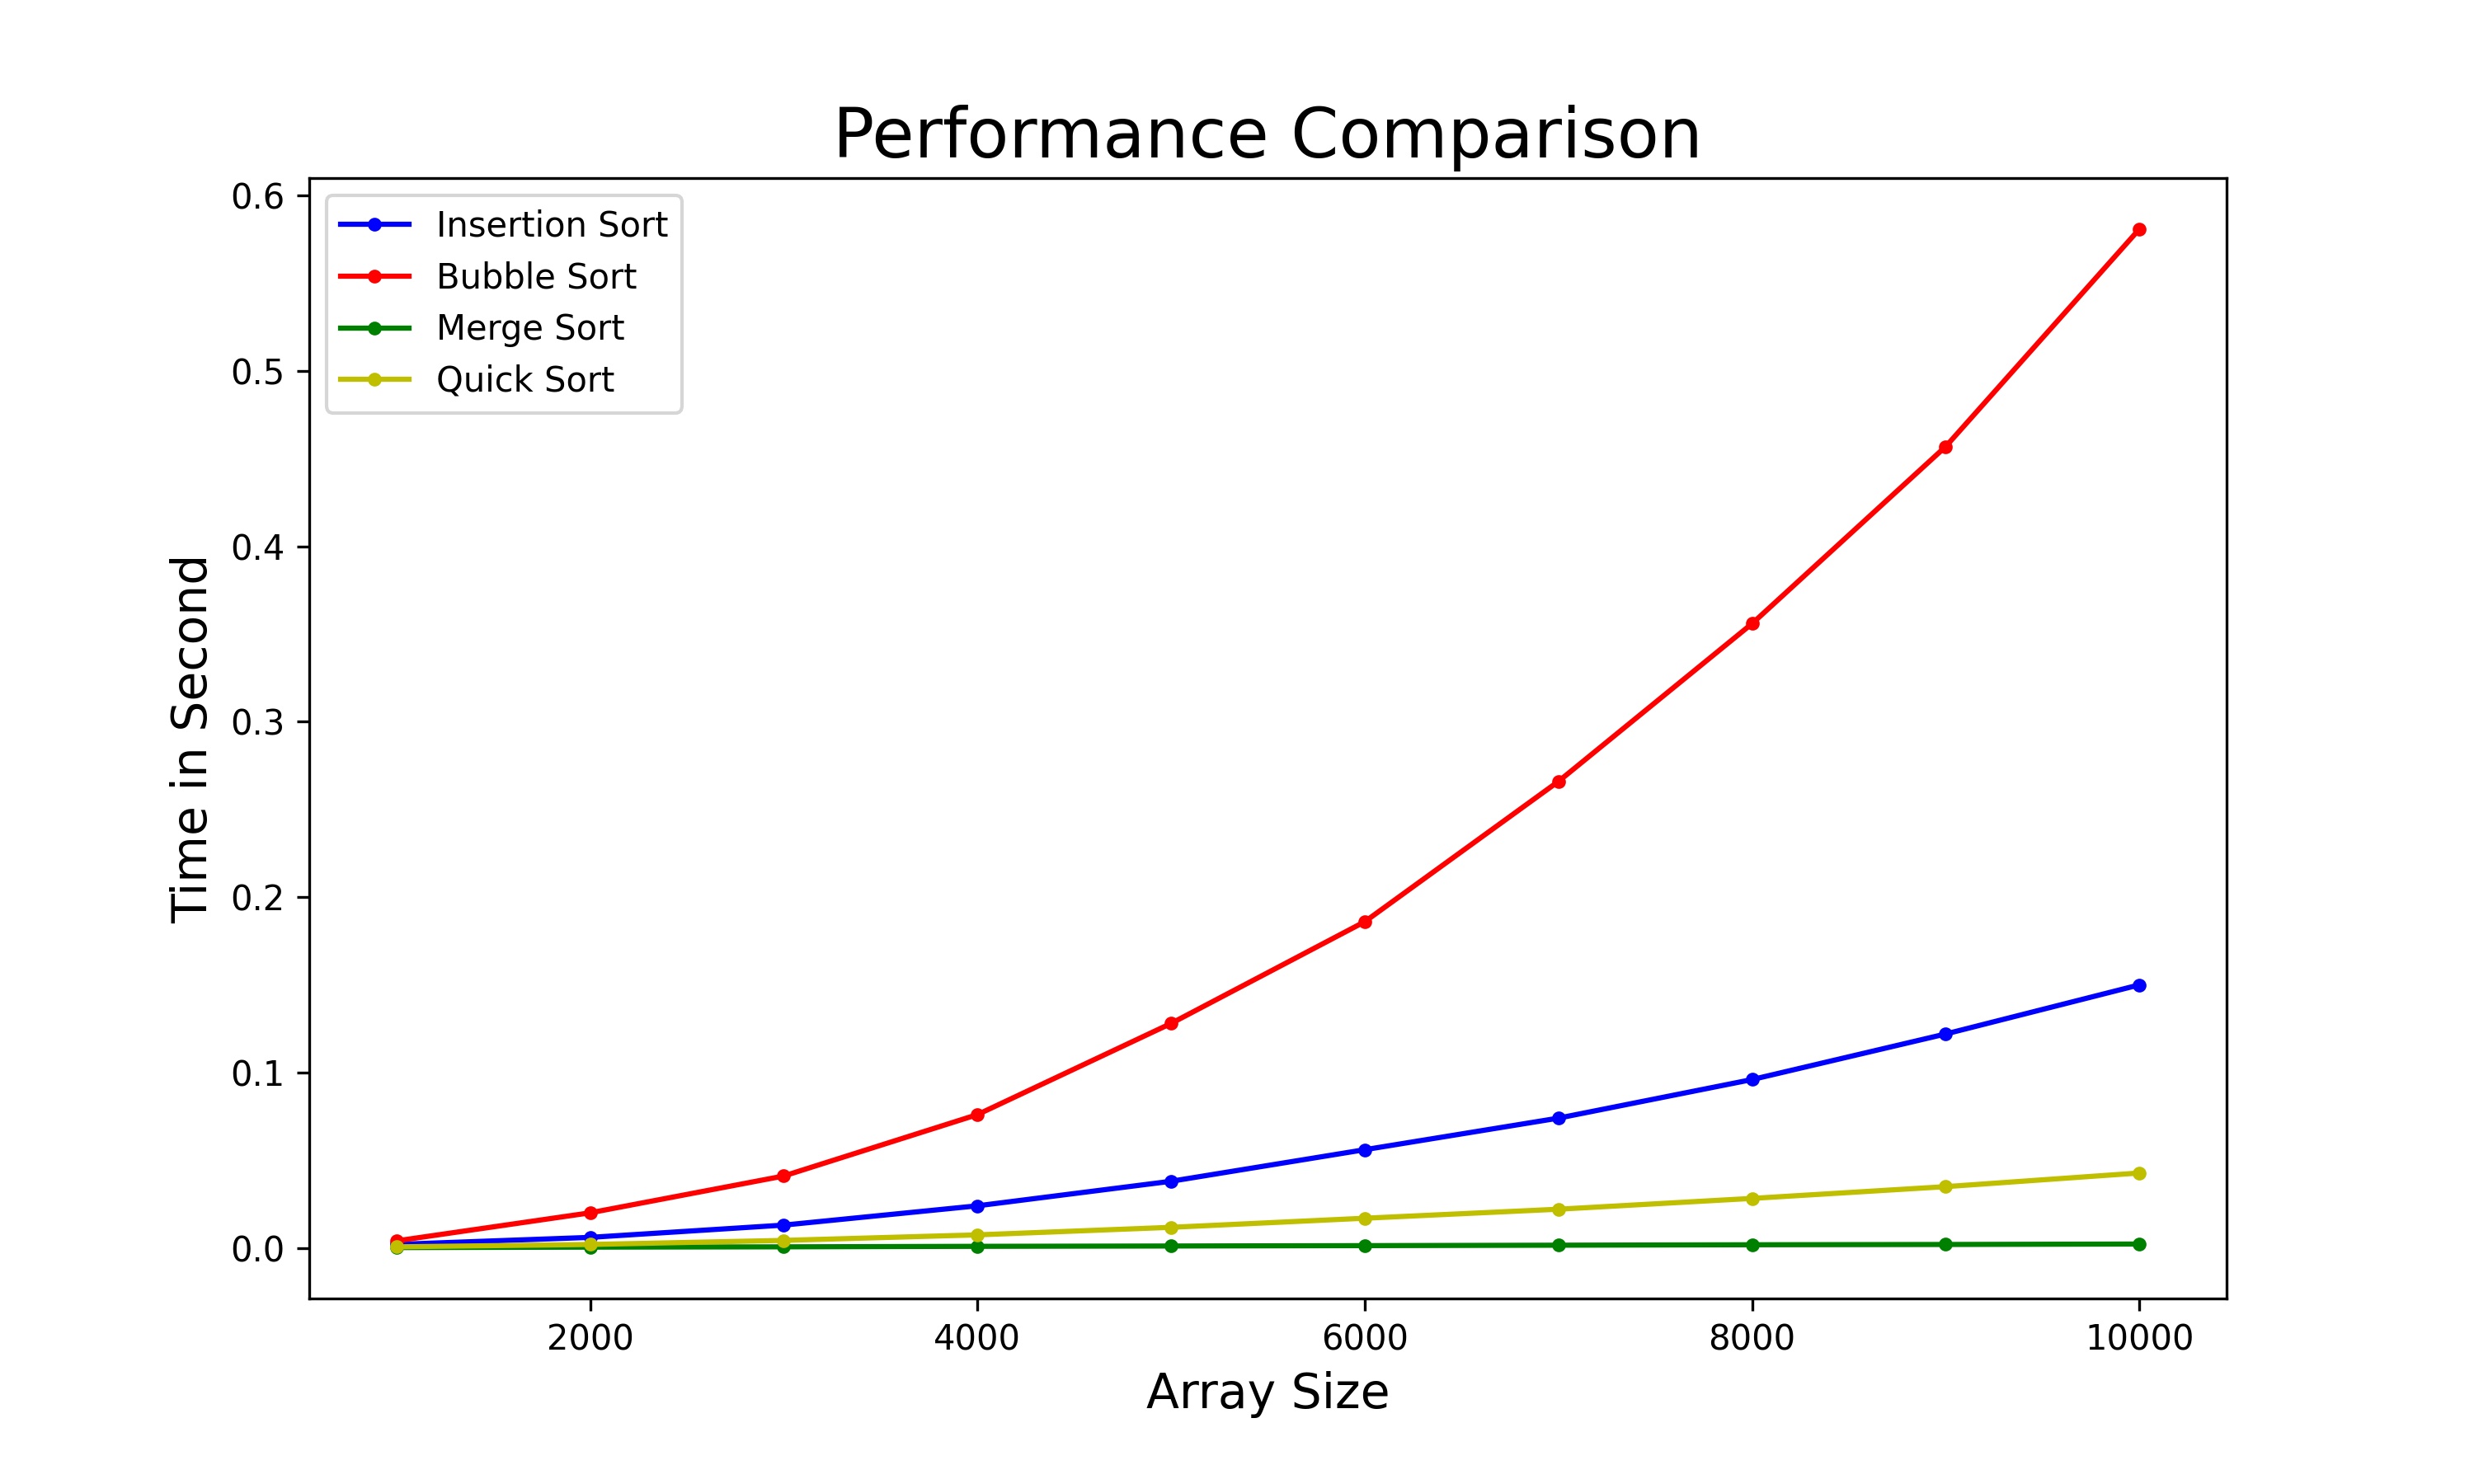 Performance Comparison
Insertion Sort
Bubble Sort
Merge Sort
Quick Sort
0.6
0.5
0.4
0.3
0.2
0.1
0.0
Time in Second
2000 4000 6000 8000 10000
Array Size